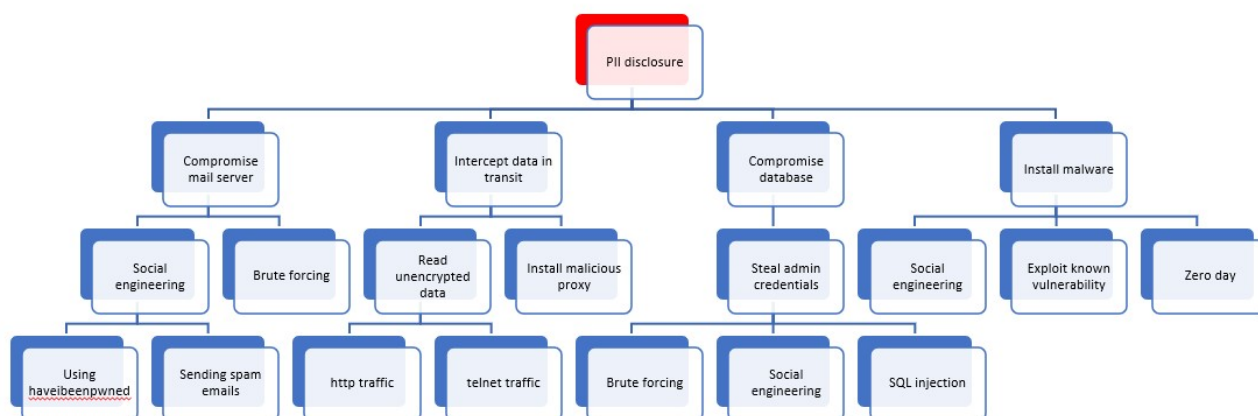 PII disclosure
Compromise
mail server
Intercept data in
transit
Compromise
database
Install malware
Social
engineering
Brute forcing
Read
unencrypted
data
Install malicious
proxy
Steal admin
credentials
Social
engineering
Exploit known
vulnerability
Zero day
Using
haveibeenpwned
Sending spam
emails
http traffic
telnet traffic
Brute forcing
Social
engineering
SQL injection